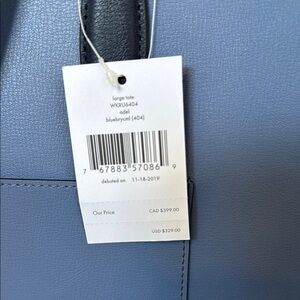 large tote
WKRU6404
adel
bluebrycml (404)
7 67883 57086 9
debuted on 11-18-2019
Our Price CAD $399.00
USD $329.00